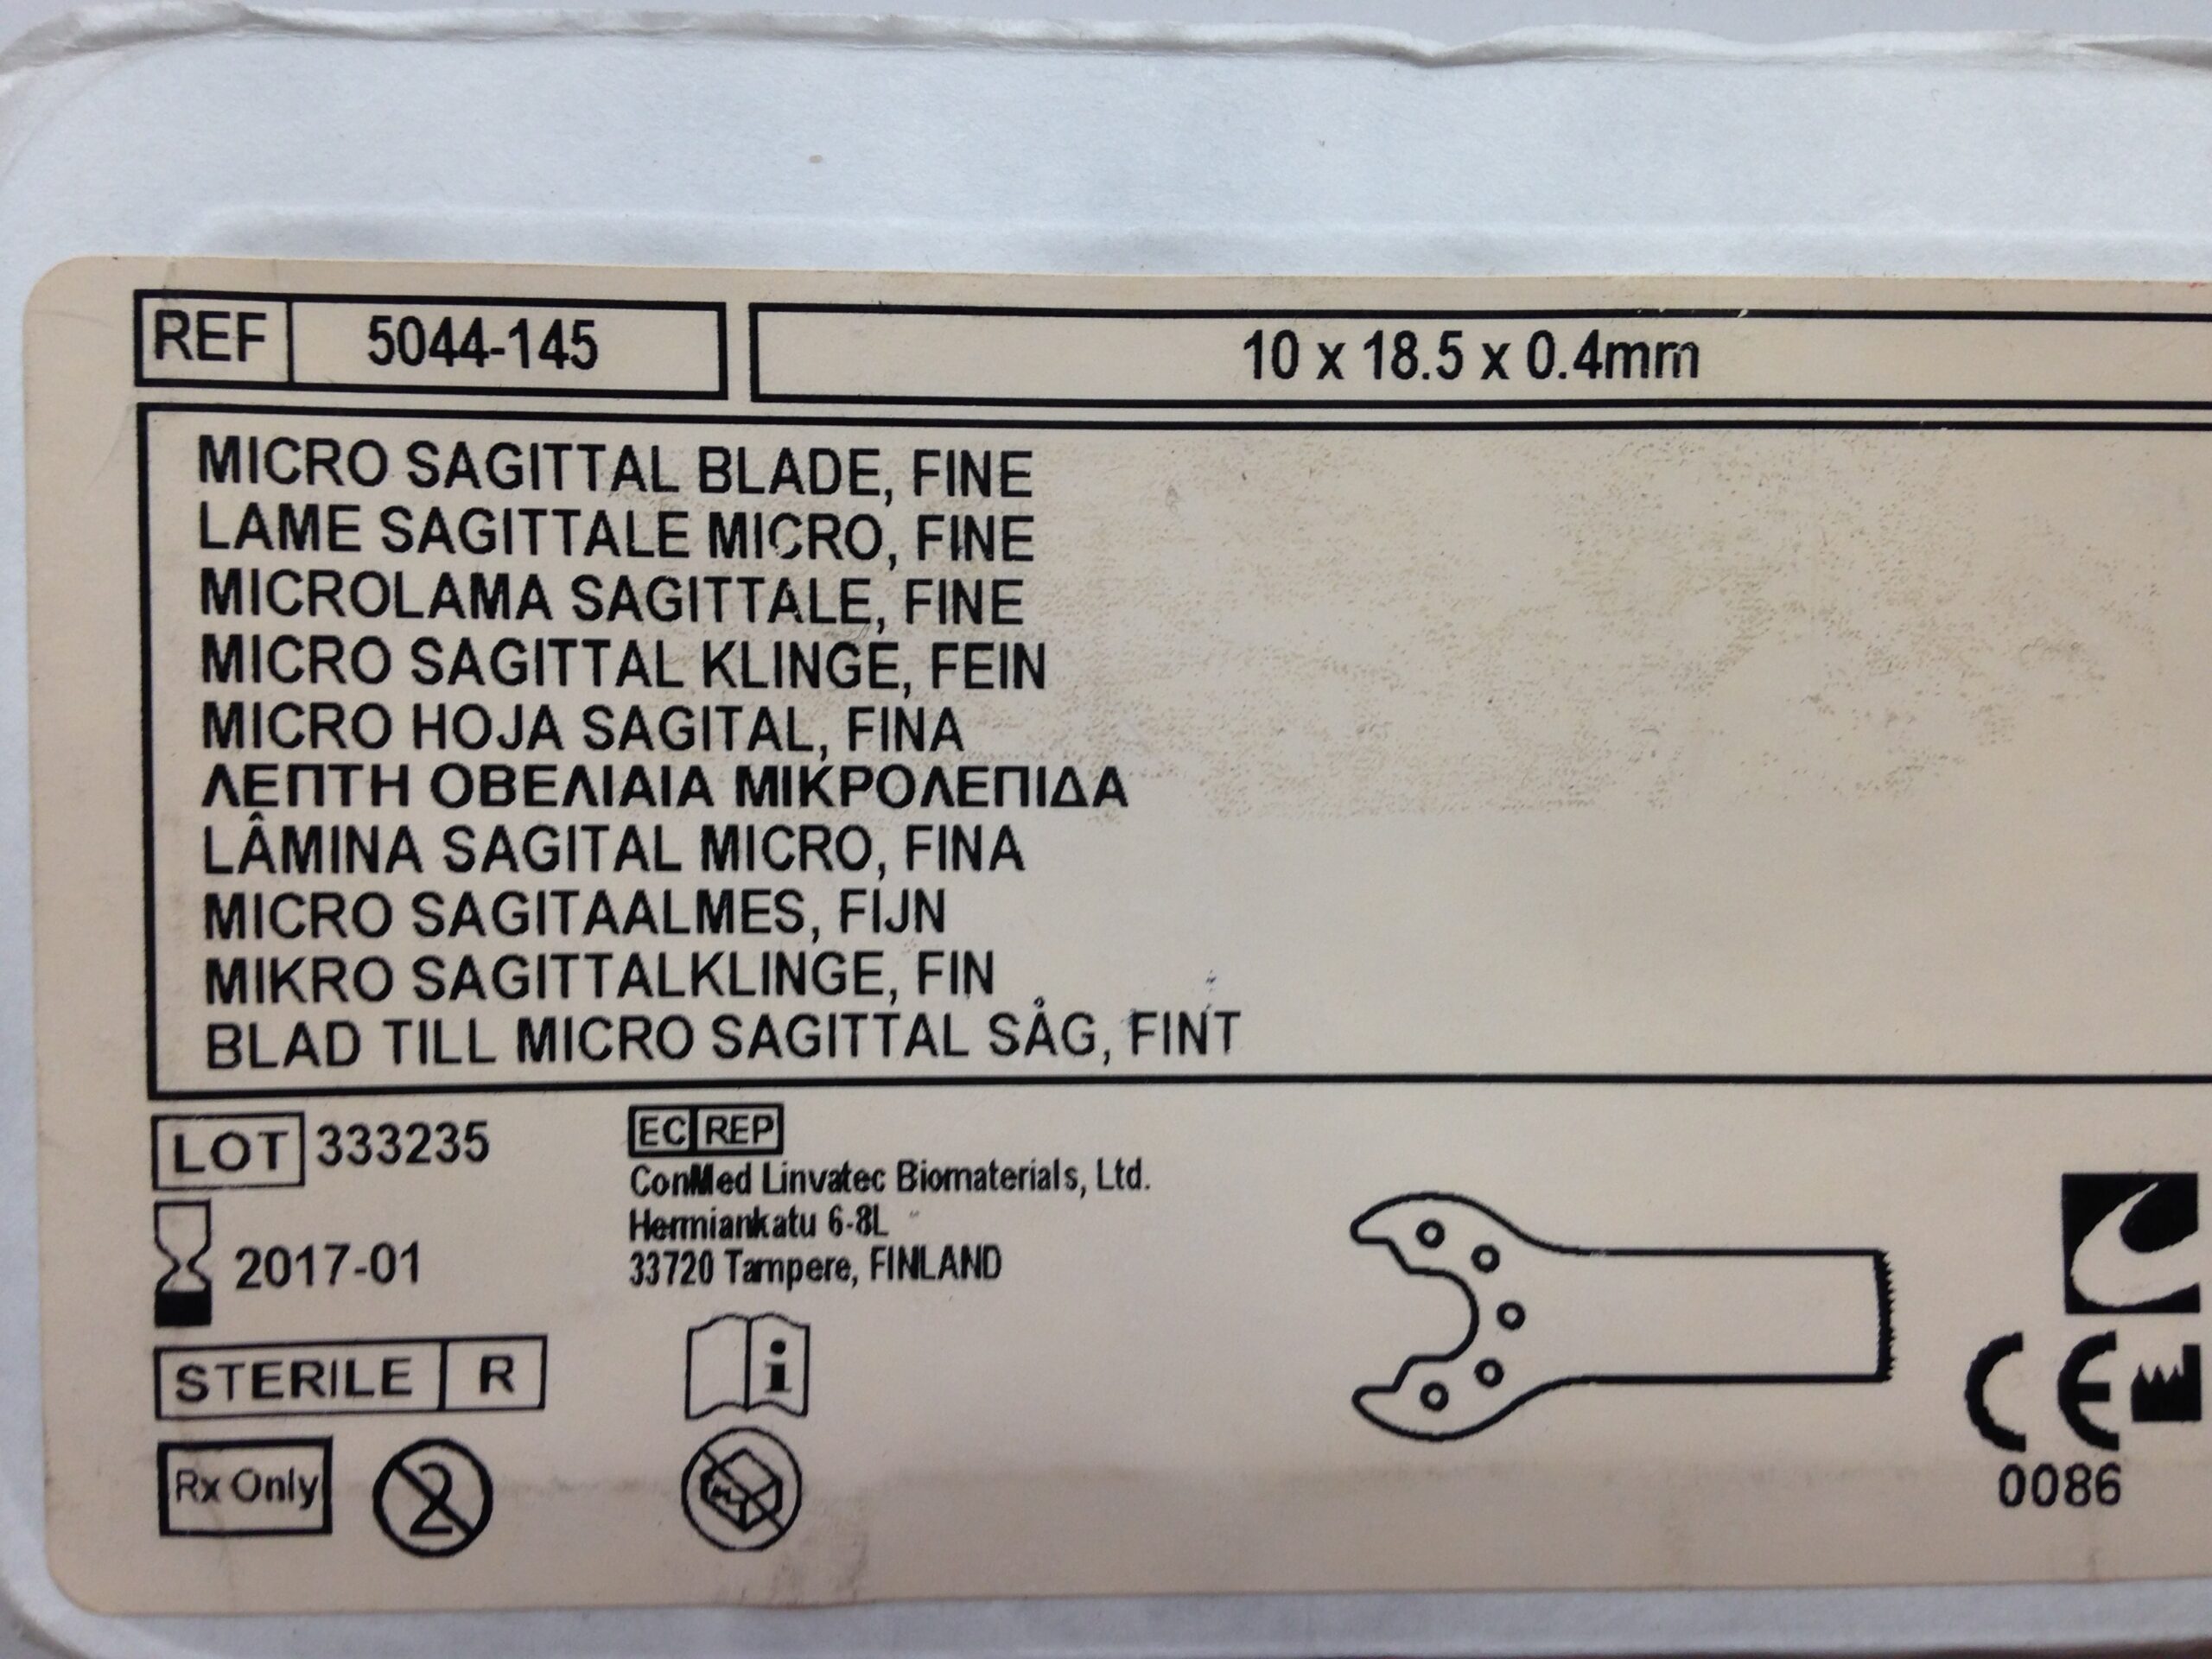 REF 5044-145 10 x 18.5 x 0.4mm
MICRO SAGITTAL BLADE, FINE
LAME SAGITTALE MICRO, FINE
MICROLAMA SAGITTALE, FINE
MICRO SAGITTAL KLINGE, FEIN
MICRO HOJA SAGITAL, FINA
ΛΕΠΤΗ ΟΒΕΛΙΑΙΑ ΜΙΚΡΟΛΕΠΙΔΑ
LÂMINA SAGITAL MICRO, FINA
MICRO SAGITAALMES, FIJN
MIKRO SAGITTALKLINGE, FIN
BLAD TILL MICRO SAGITTAL SÅG, FINT
LOT 333235
2017-01
STERILE R
Rx Only
2
EC REP
ConMed Linvatec Biomaterials, Ltd.
Hermiankatu 6-8L
33720 Tampere, FINLAND
i
CE
0086